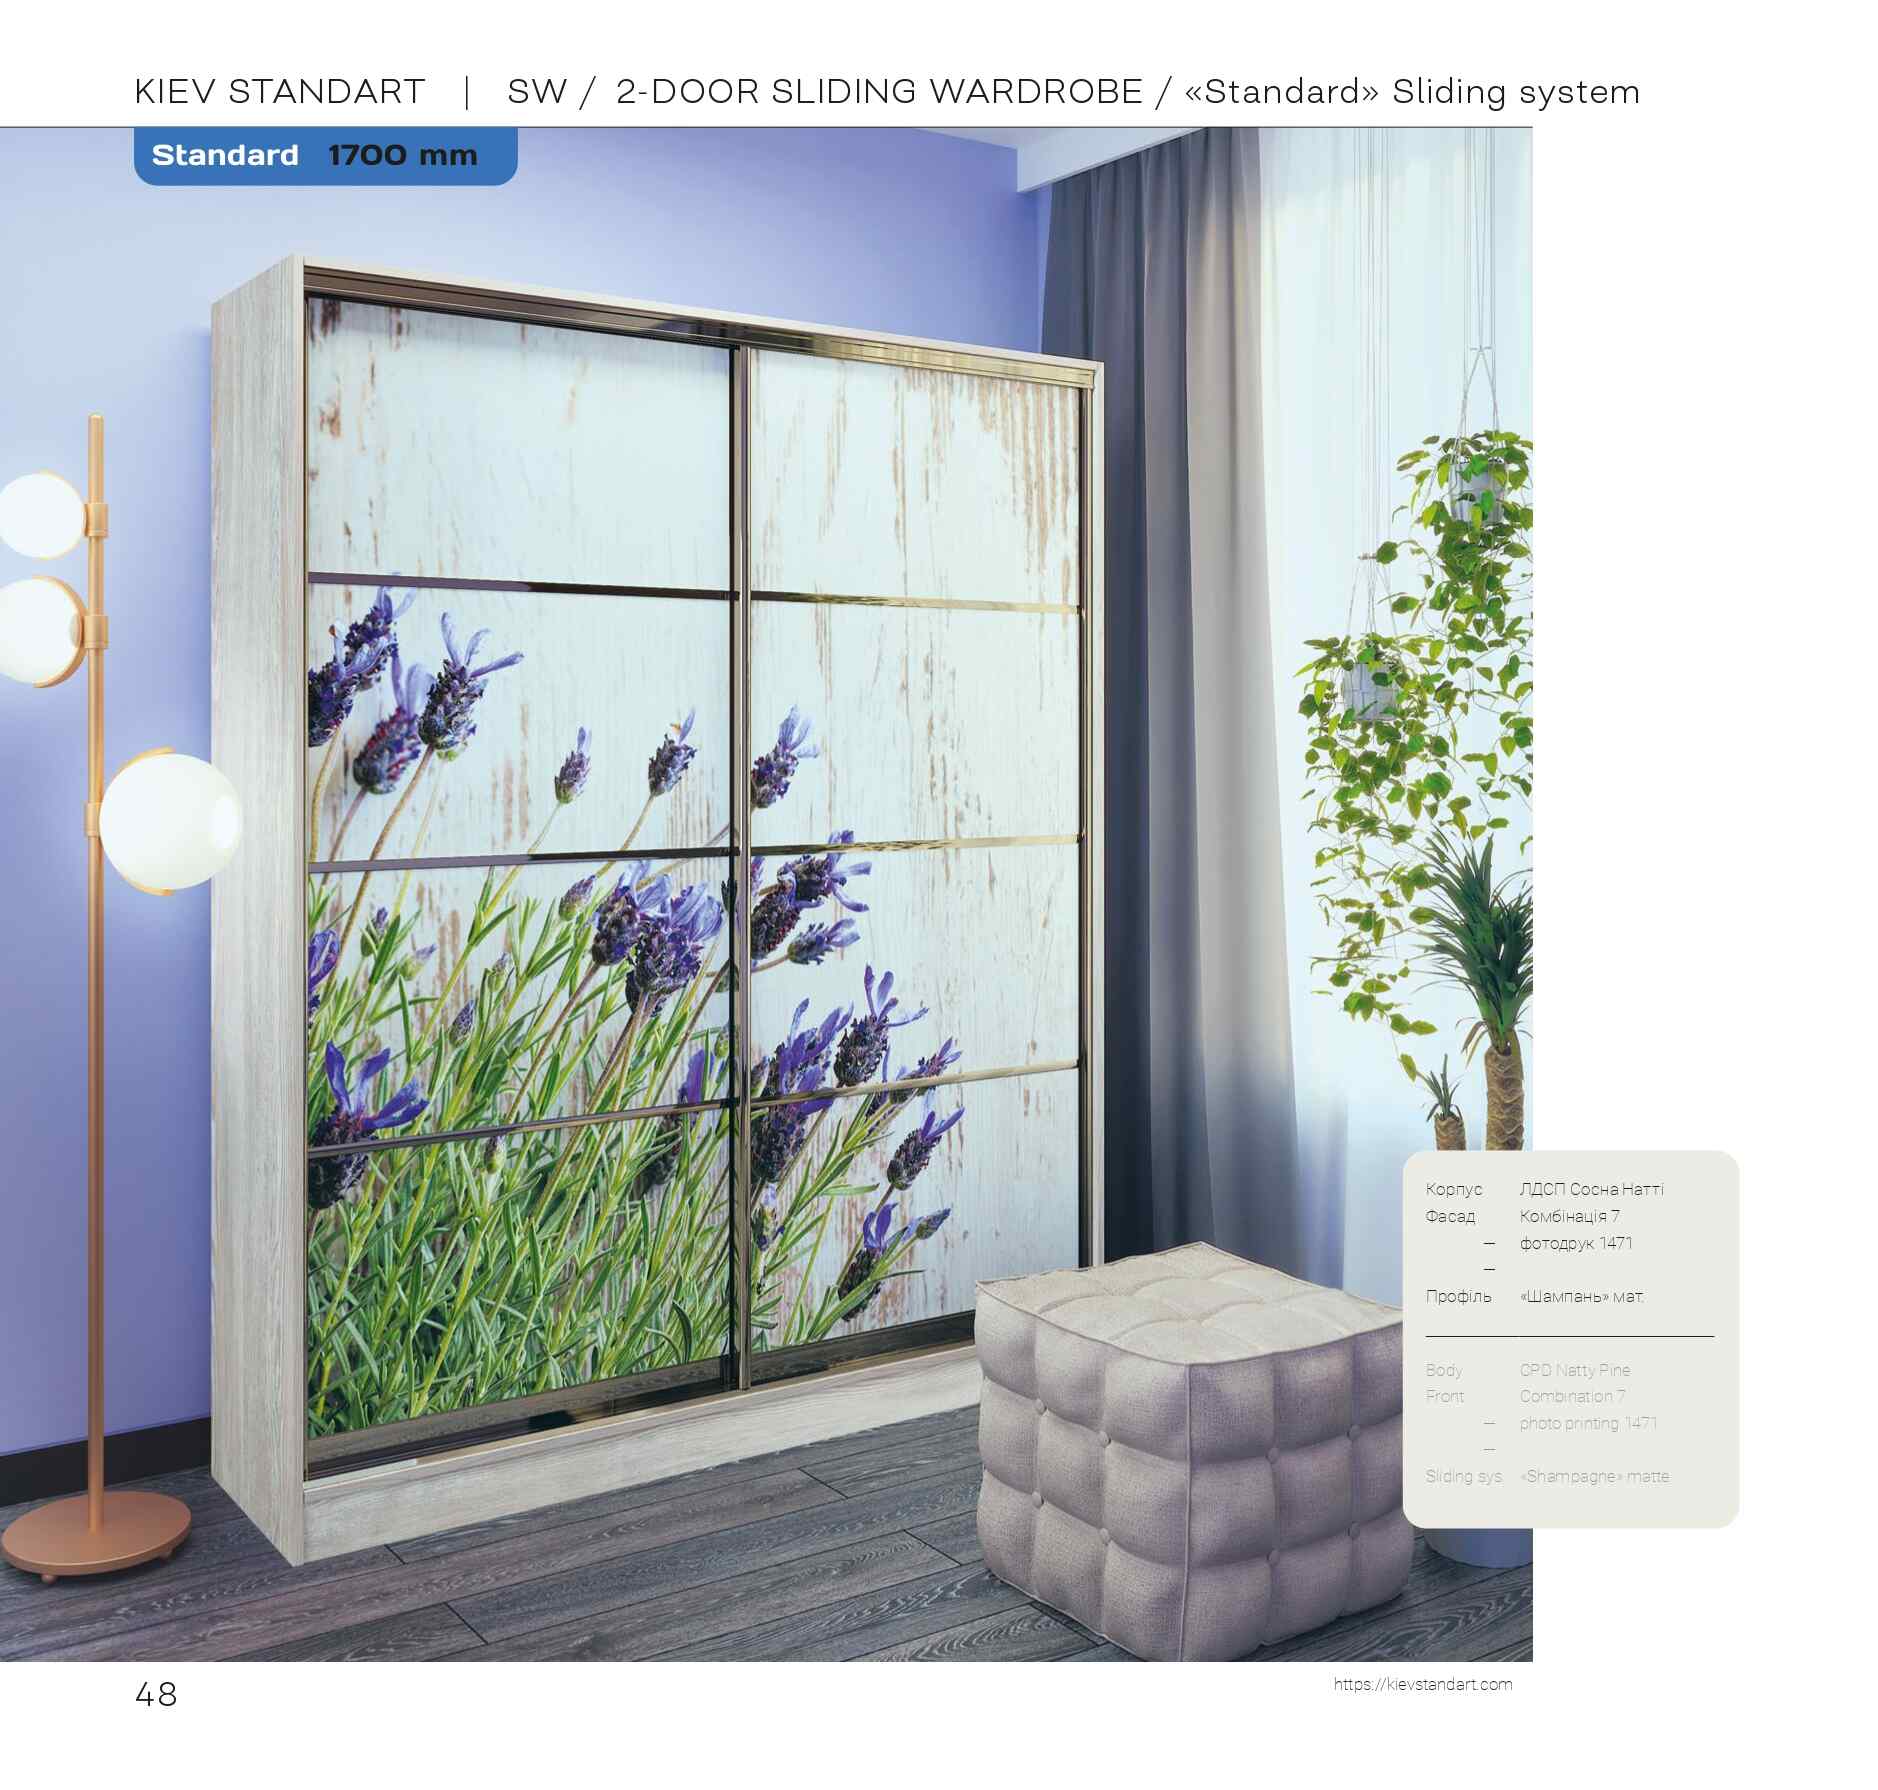 KIEV STANDART | SW / 2-DOOR SLIDING WARDROBE / «Standard» Sliding system
Standard 1700 mm
Корпус ЛДСП Сосна Натті
Фасад Комбінація 7
— фотодрук 1471
—
Профіль «Шампань» мат.
Body CPD Natty Pine
Front Combination 7
— photo printing 1471
—
Sliding sys. «Shampagne» matte
48
https://kievstandart.com